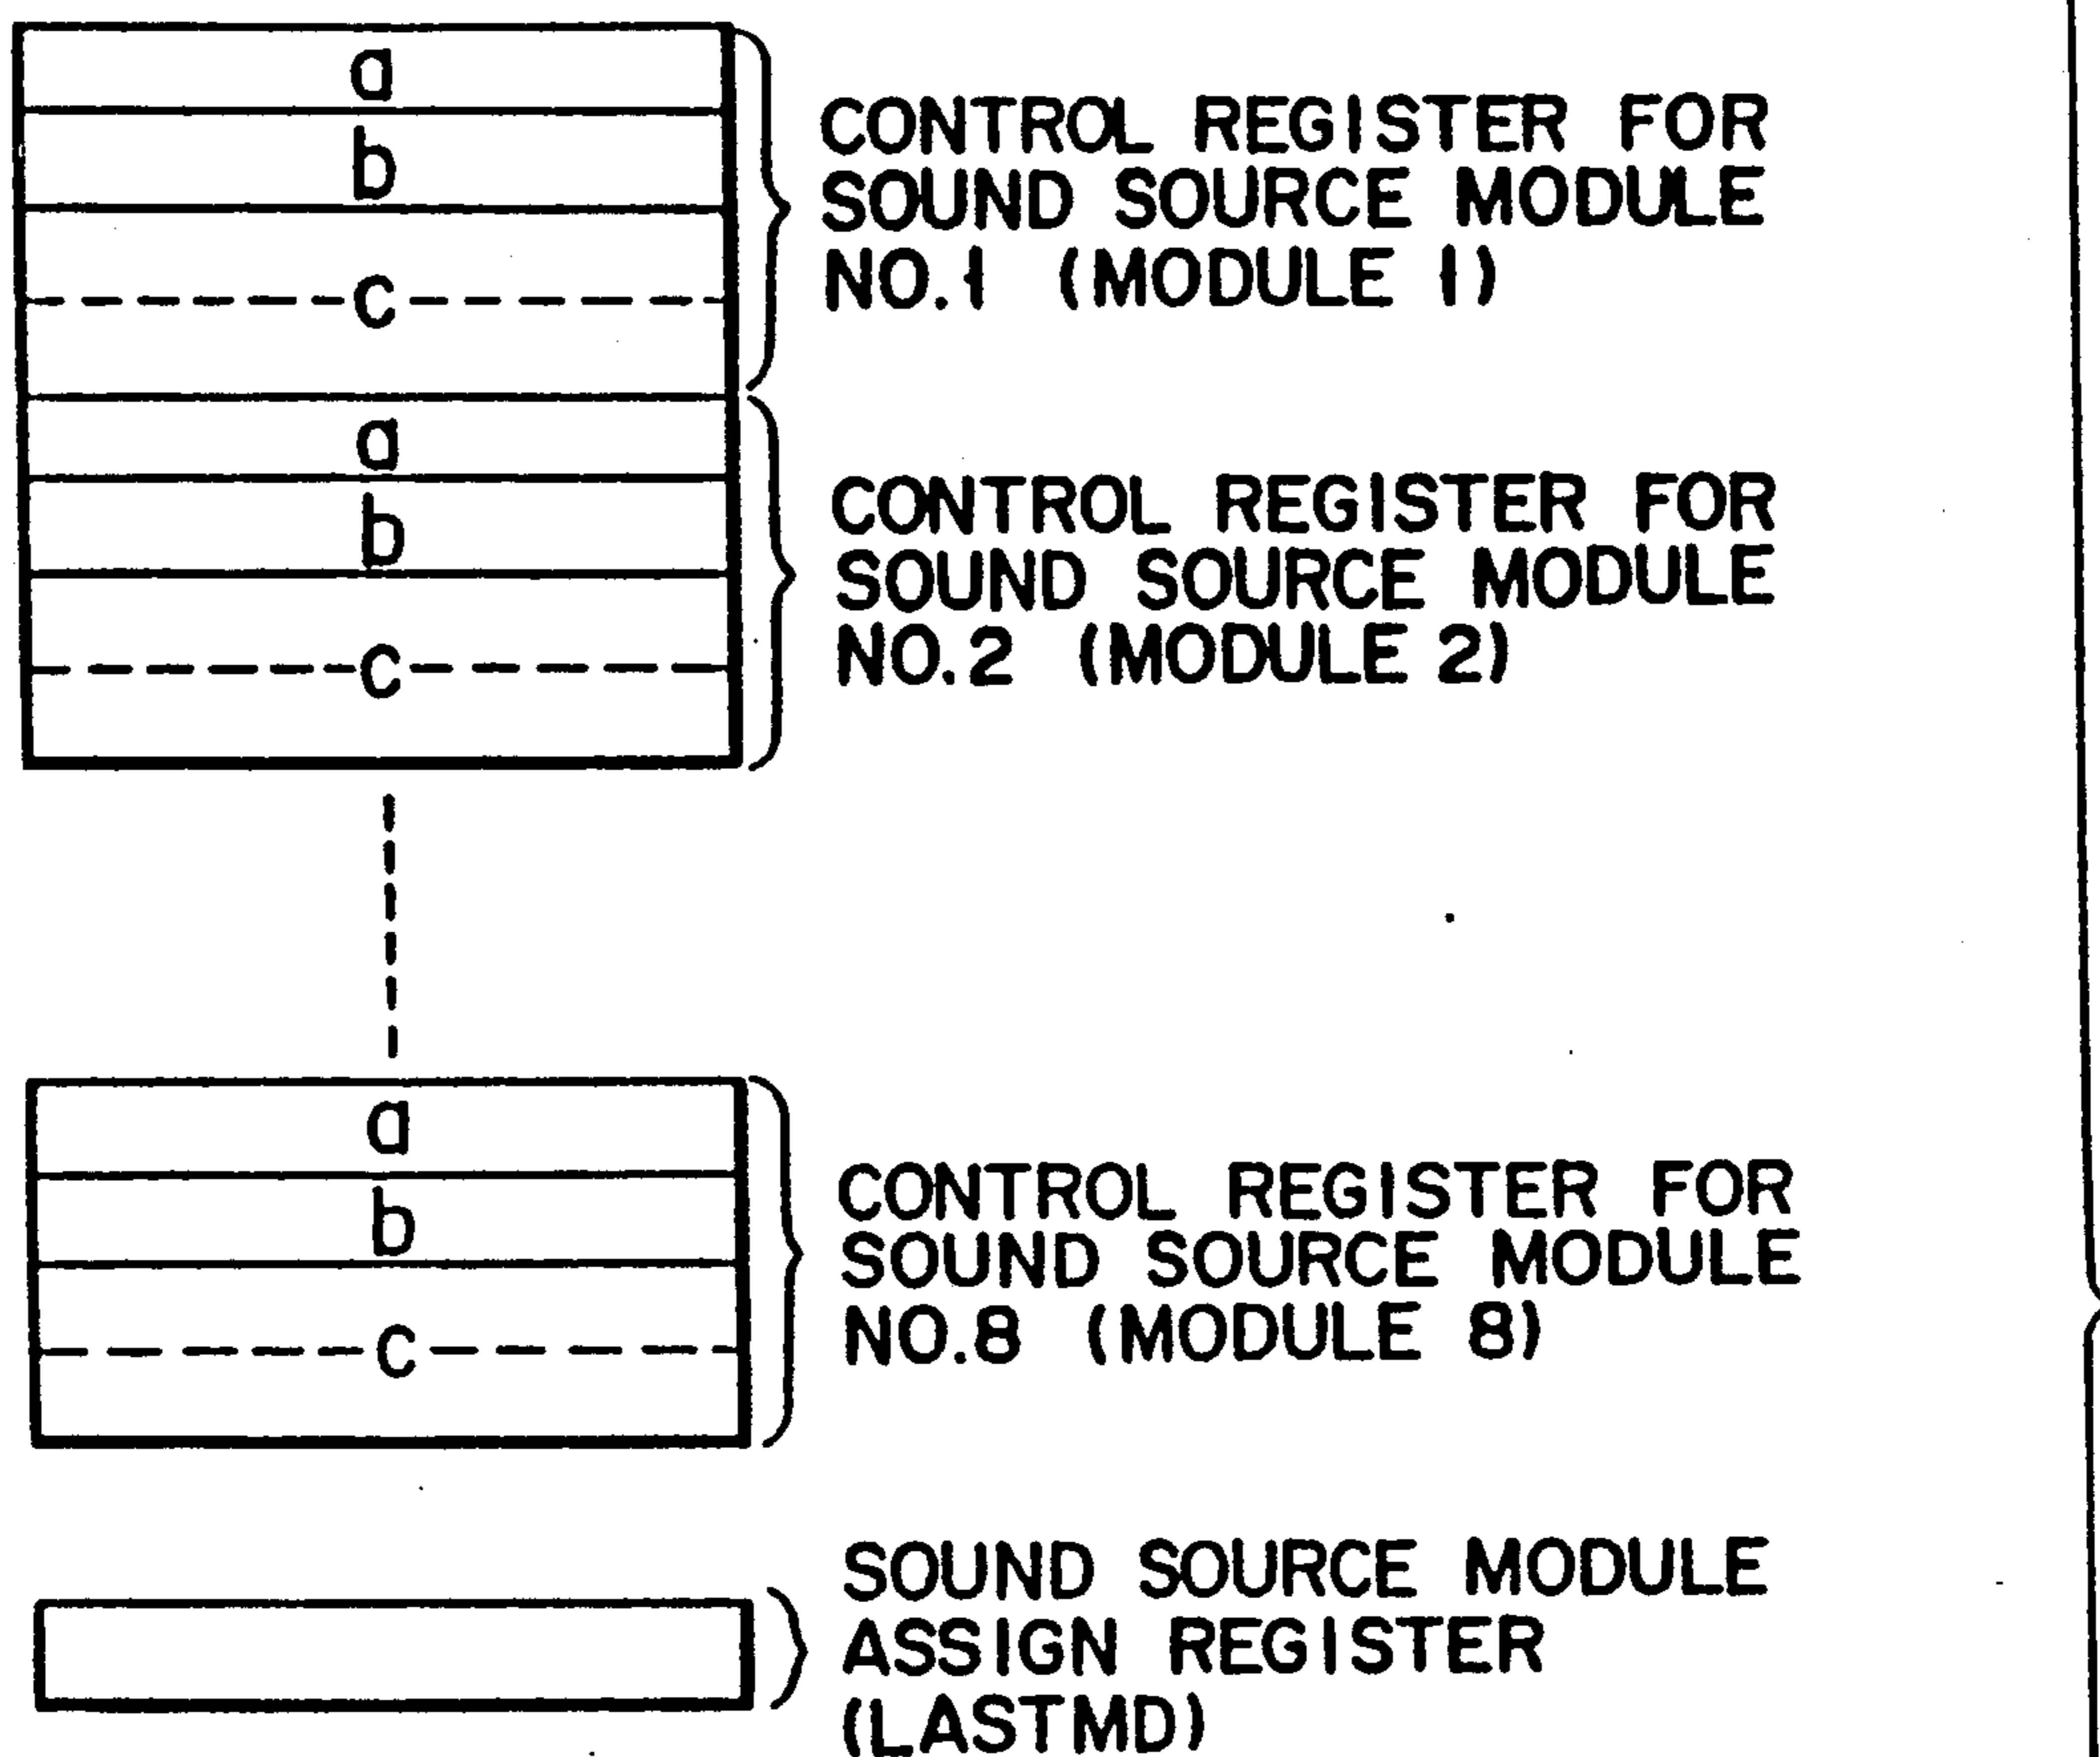 a
b
c
CONTROL REGISTER FOR
SOUND SOURCE MODULE
NO.1 (MODULE 1)
a
b
c
CONTROL REGISTER FOR
SOUND SOURCE MODULE
NO.2 (MODULE 2)
a
b
c
CONTROL REGISTER FOR
SOUND SOURCE MODULE
NO.8 (MODULE 8)
SOUND SOURCE MODULE
ASSIGN REGISTER
(LASTMD)